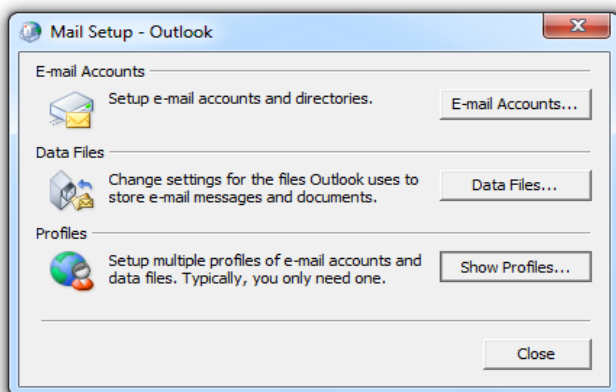 Mail Setup - Outlook
E-mail Accounts
Setup e-mail accounts and directories.
E-mail Accounts...
Data Files
Change settings for the files Outlook uses to
store e-mail messages and documents.
Data Files...
Profiles
Setup multiple profiles of e-mail accounts and
data files. Typically, you only need one.
Show Profiles...
Close